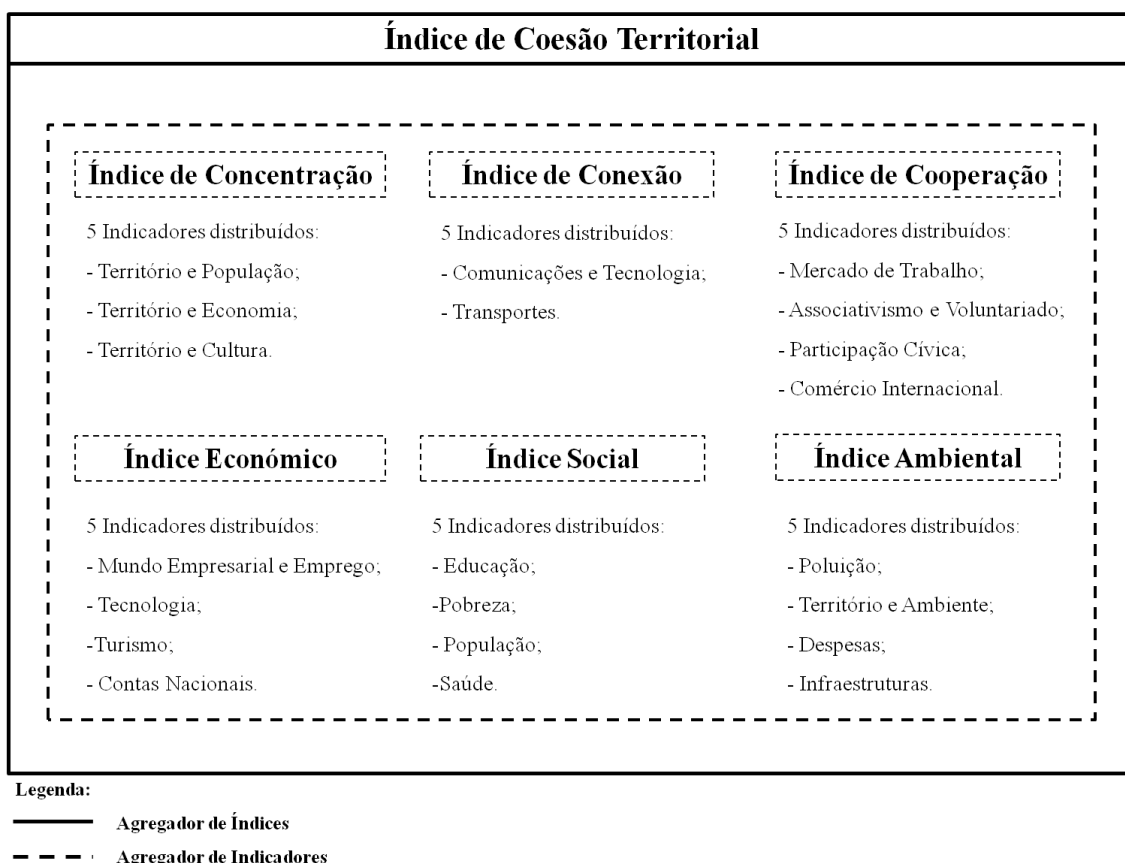 Índice de Coesão Territorial
Índice de Concentração
5 Indicadores distribuídos:
- Território e População;
- Território e Economia;
- Território e Cultura.
Índice de Conexão
5 Indicadores distribuídos:
- Comunicações e Tecnologia;
- Transportes.
Índice de Cooperação
5 Indicadores distribuídos:
- Mercado de Trabalho;
- Associativismo e Voluntariado;
- Participação Cívica;
- Comércio Internacional.
Índice Económico
5 Indicadores distribuídos:
- Mundo Empresarial e Emprego;
- Tecnologia;
-Turismo;
- Contas Nacionais.
Índice Social
5 Indicadores distribuídos:
- Educação;
-Pobreza;
- População;
-Saúde.
Índice Ambiental
5 Indicadores distribuídos:
- Poluição;
- Território e Ambiente;
- Despesas;
- Infraestruturas.
Legenda:
Agregador de Índices
Agregador de Indicadores